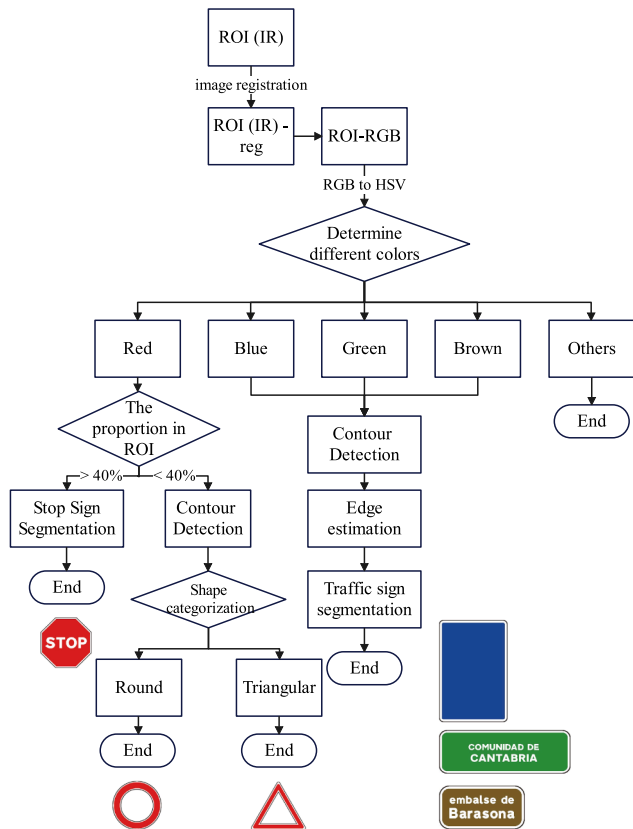 ROI (IR)
image registration
ROI (IR) -
reg
ROI-RGB
RGB to HSV
Determine
different colors
Red
Blue
Green
Brown
Others
The
proportion in
ROI
End
> 40%
< 40%
Contour
Detection
Stop Sign
Segmentation
Contour
Detection
Edge
estimation
End
Shape
categorization
Traffic sign
segmentation
STOP
End
Round
Triangular
End
End
COMUNIDAD DE
CANTABRIA
embalse de
Barasona